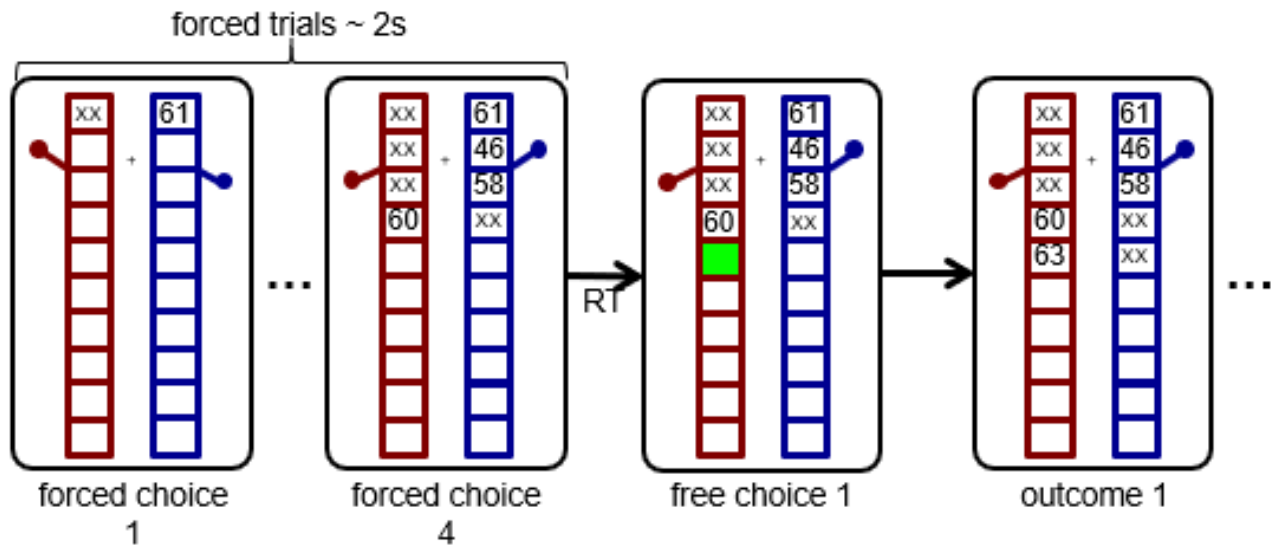 forced trials ~ 2s
xx + 61
...
xx 61
xx + 46
xx 58
60 xx
RT
xx 61
xx + 46
xx 58
60 xx
xx 61
xx + 46
xx 58
60 xx
63 xx
...
forced choice
1
forced choice
4
free choice 1
outcome 1